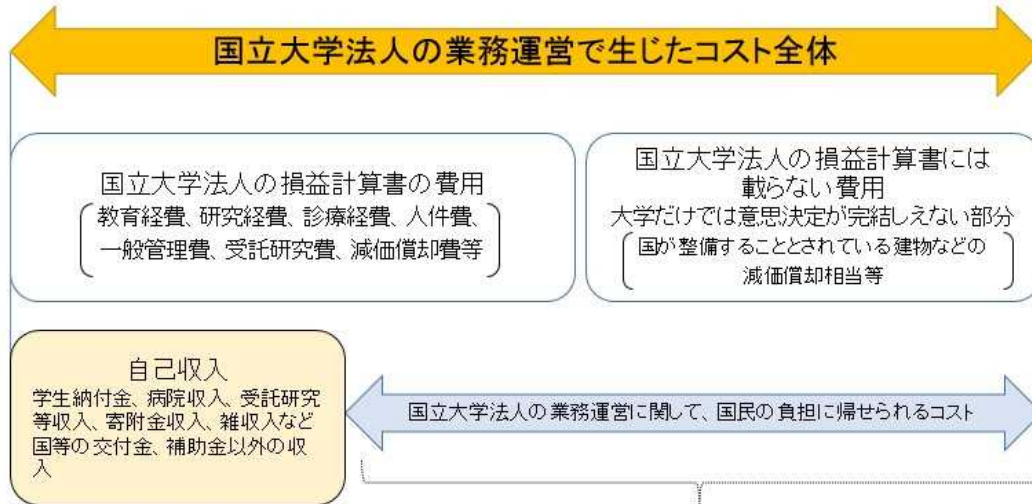 国立大学法人の業務運営で生じたコスト全体
国立大学法人の損益計算書の費用
教育経費、研究経費、診療経費、人件費、
一般管理費、受託研究費、減価償却費等
国立大学法人の損益計算書には
載らない費用
大学だけでは意思決定が完結しえない部分
国が整備することとされている建物などの
減価償却相当等
自己収入
学生納付金、病院収入、受託研究
等収入、寄附金収入、雑収入など
国等の交付金、補助金以外の収
入
国立大学法人の業務運営に関して、国民の負担に帰せられるコスト